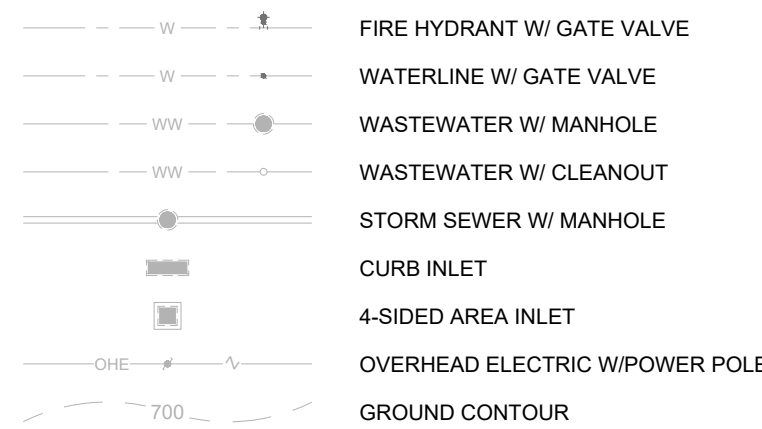 W FIRE HYDRANT W/ GATE VALVE
W WATERLINE W/ GATE VALVE
WW WASTEWATER W/ MANHOLE
WW WASTEWATER W/ CLEANOUT
STORM SEWER W/ MANHOLE
CURB INLET
4-SIDED AREA INLET
OHE OVERHEAD ELECTRIC W/POWER POLE
700 GROUND CONTOUR